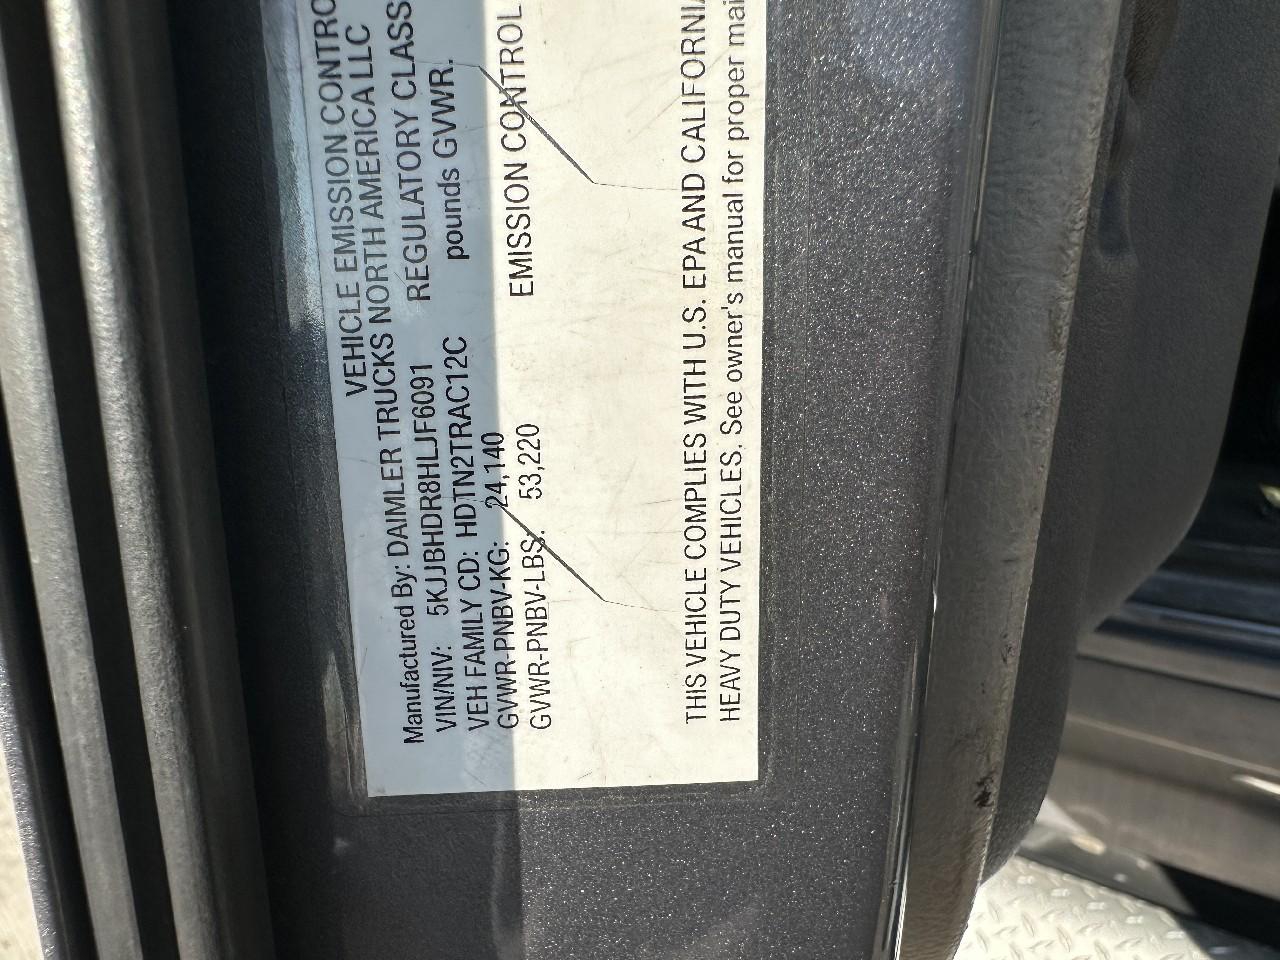 VEHICLE EMISSION CONTRO
Manufactured By: DAIMLER TRUCKS NORTH AMERICA LLC
VIN/NIV: 5KJJBHDR8HLJF6091 REGULATORY CLASS
VEH FAMILY CD: HDTN2TRAC12C pounds GVWR.
GVWR-PNBV-KG: 24,140
GVWR-PNBV-LBS: 53,220 EMISSION CONTROL
THIS VEHICLE COMPLIES WITH U.S. EPA AND CALIFORNIA
HEAVY DUTY VEHICLES. See owner's manual for proper mai